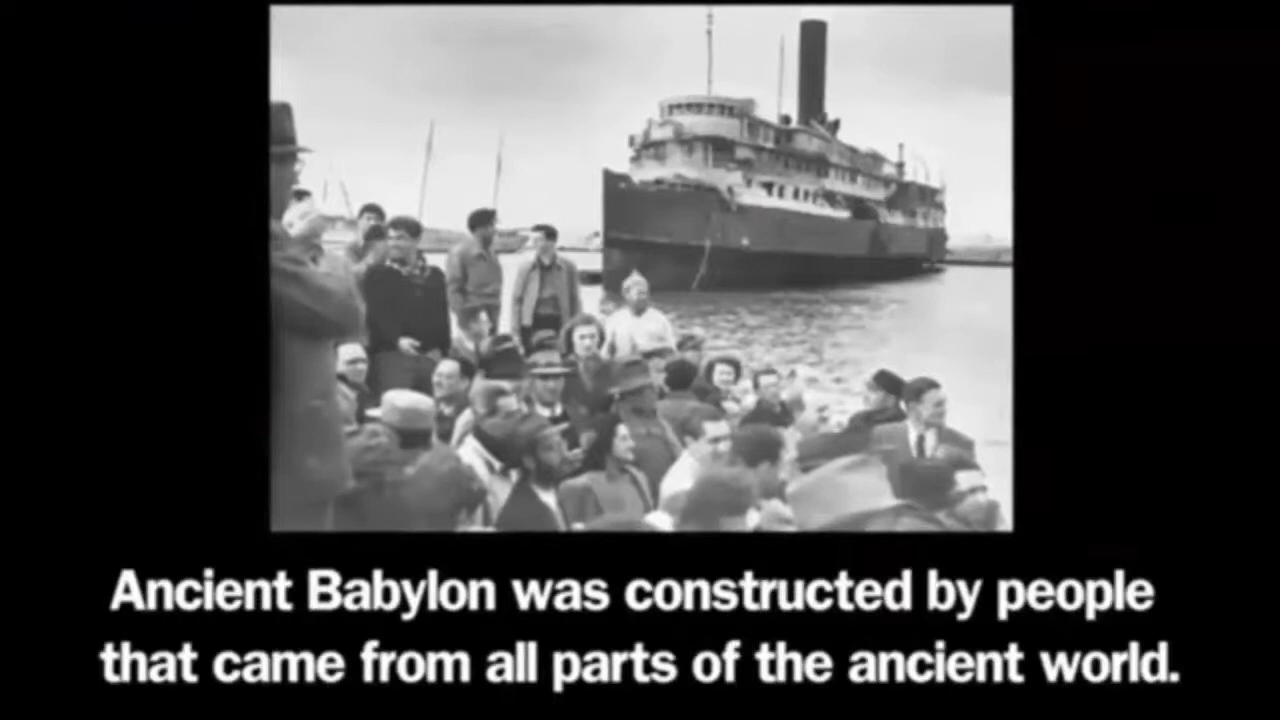 Ancient Babylon was constructed by people
that came from all parts of the ancient world.